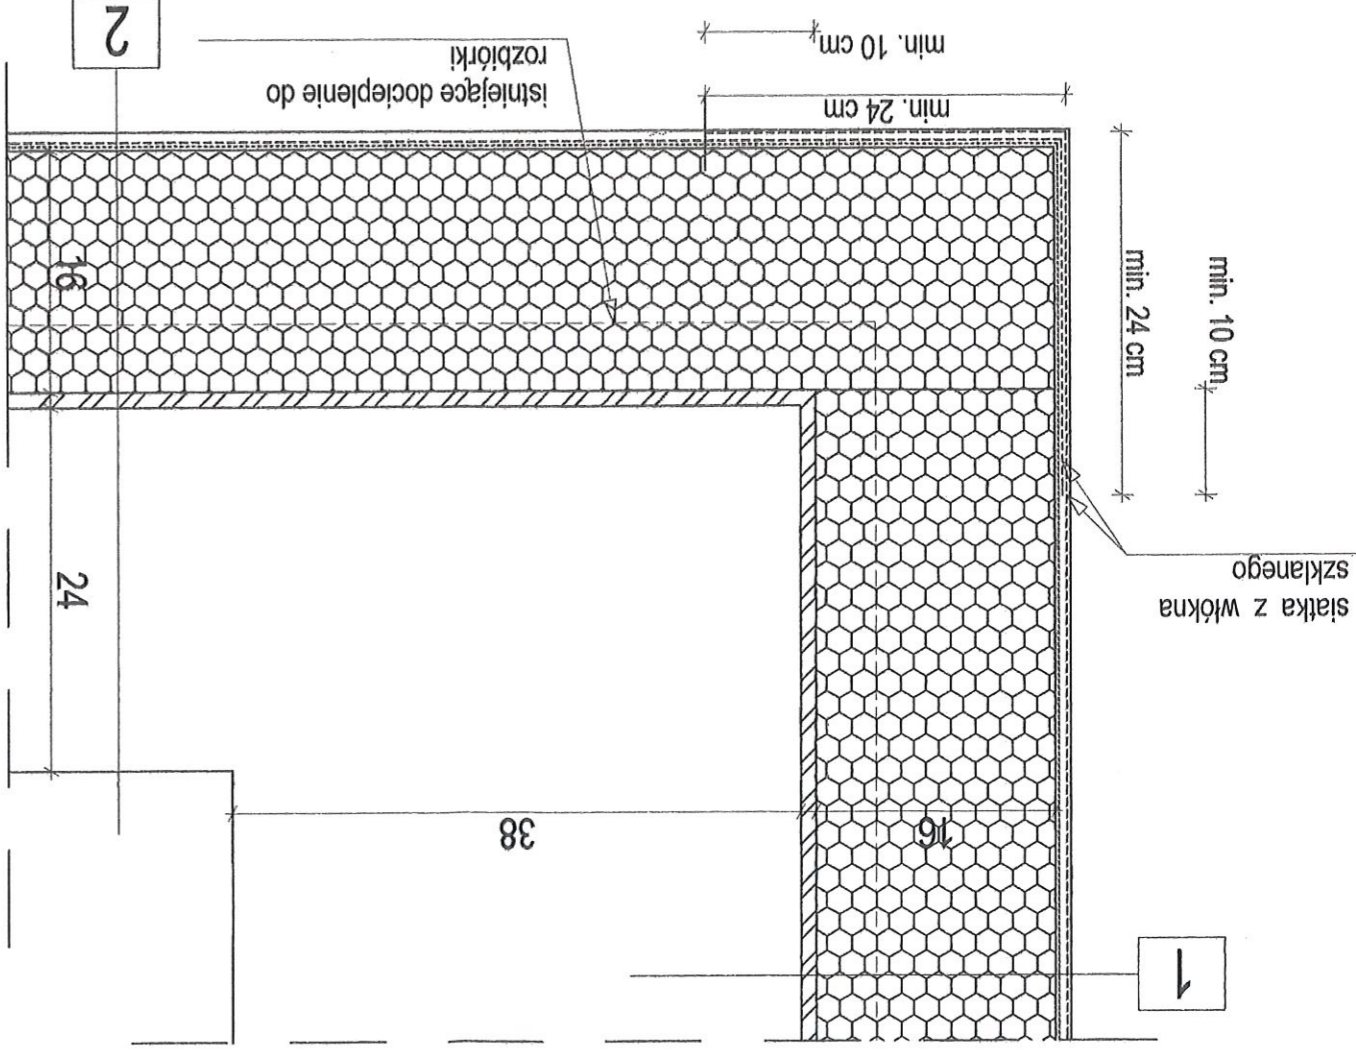 1
16
38
siatka z włókna
szklanego
24
min. 10 cm
min. 24 cm
16
istniejące docieplenie do
rozbiórki
min. 24 cm
min. 10 cm
2